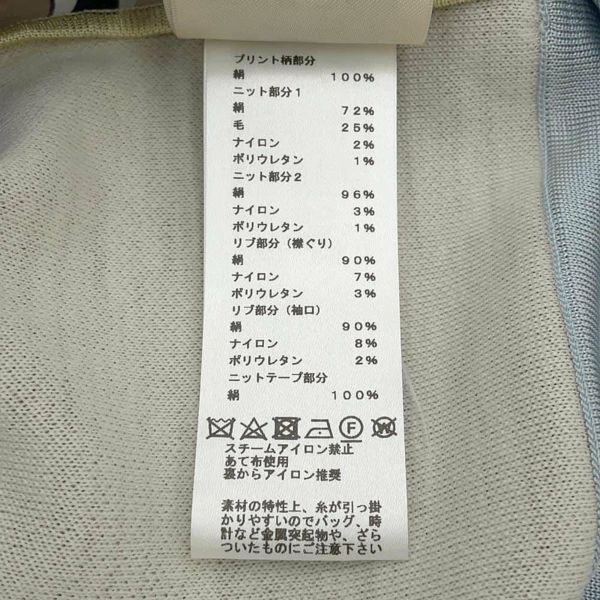 プリント柄部分
絹 100%
ニット部分1
絹 72%
毛 25%
ナイロン 2%
ポリウレタン 1%
ニット部分2
絹 96%
ナイロン 3%
ポリウレタン 1%
リブ部分(襟ぐり)
絹 90%
ナイロン 7%
ポリウレタン 3%
リブ部分(袖口)
絹 90%
ナイロン 8%
ポリウレタン 2%
ニットテープ部分
絹 100%
F W
スチームアイロン禁止
あて布使用
裏からアイロン推奨
素材の特性上、糸が引っ掛
かりやすいのでバッグ、時
計など金属突起物や、ざら
ついたものにご注意下さい